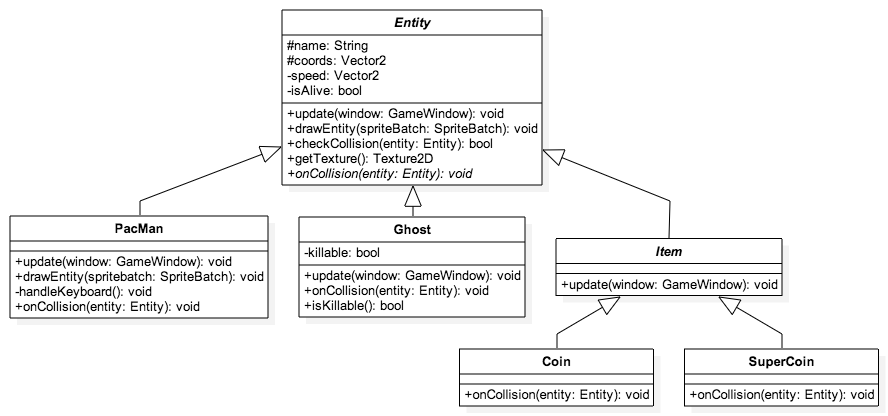 Entity
#name: String
#coords: Vector2
-speed: Vector2
-isAlive: bool
+update(window: GameWindow): void
+drawEntity(spriteBatch: SpriteBatch): void
+checkCollision(entity: Entity): bool
+getTexture(): Texture2D
+onCollision(entity: Entity): void
PacMan
+update(window: GameWindow): void
+drawEntity(spritebatch: SpriteBatch): void
-handleKeyboard(): void
+onCollision(entity: Entity): void
Ghost
-killable: bool
+update(window: GameWindow): void
+onCollision(entity: Entity): void
+isKillable(): bool
Item
+update(window: GameWindow): void
Coin
+onCollision(entity: Entity): void
SuperCoin
+onCollision(entity: Entity): void